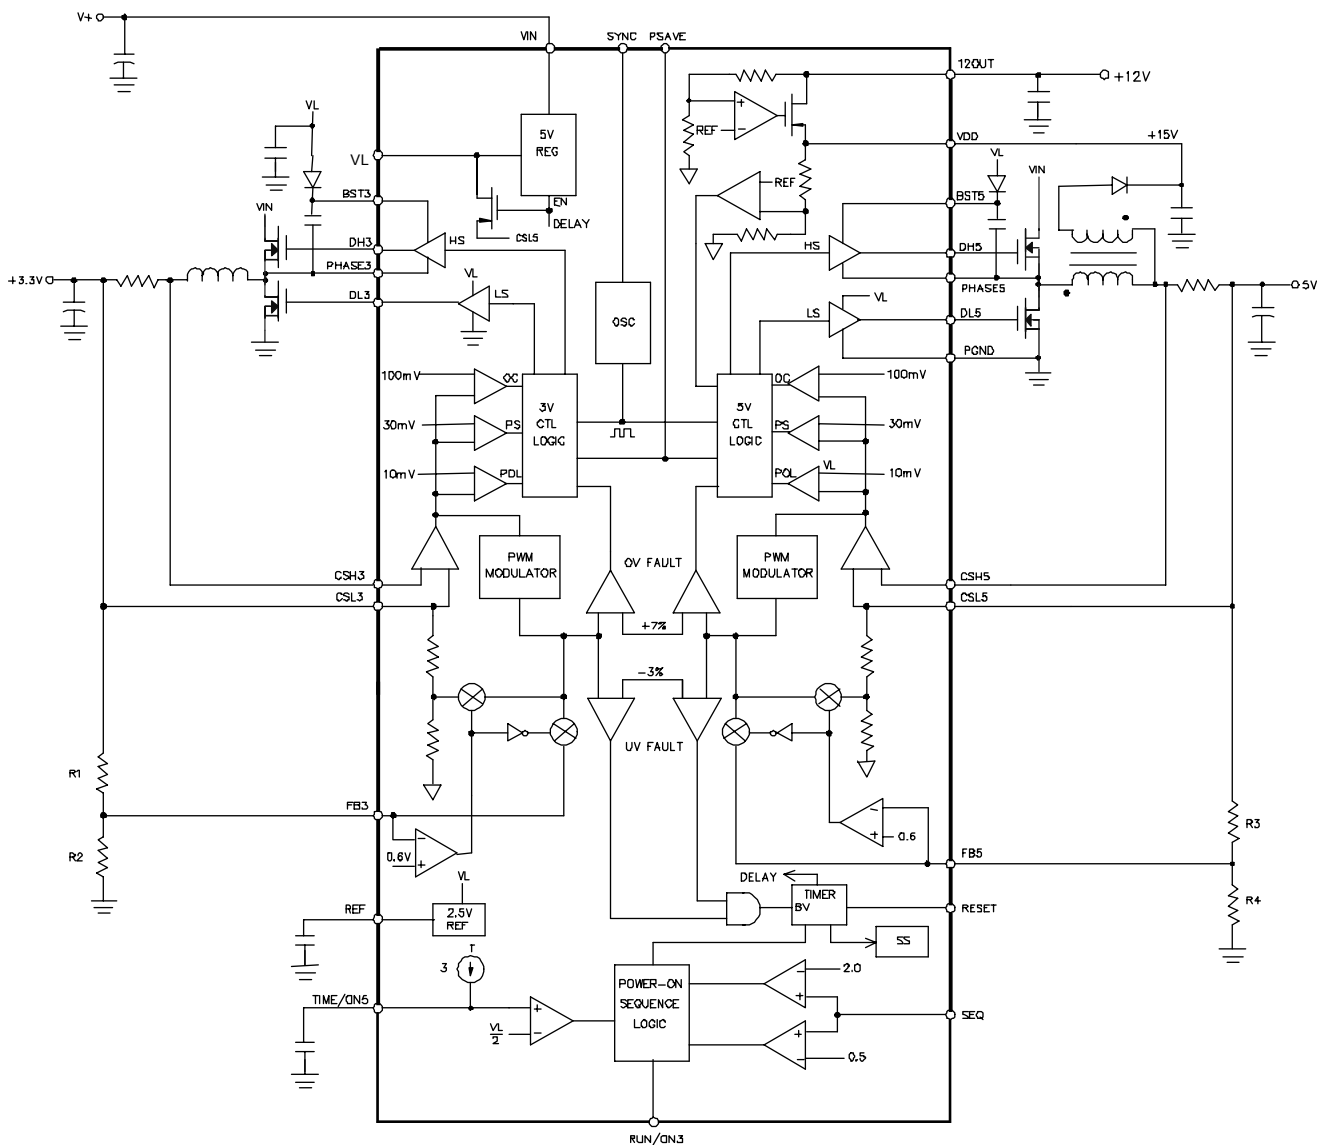 V+
VIN
SYNC
PSAVE
12OUT
+12V
VL
5V
REG
REF
+
−
VDD
+15V
VL
VL
VIN
BST3
EN
DELAY
REF
BST5
VIN
CSL5
DH3
HS
HS
DH5
PHASE3
+3.3V
VL
PHASE5
5V
DL3
LS
OSC
VL
LS
DL5
PGND
100mV
OC
3V
CTL
LOGIC
5V
CTL
LOGIC
OC
100mV
30mV
PS
PS
30mV
10mV
PDL
POL
VL
10mV
PWM
MODULATOR
OV FAULT
PWM
MODULATOR
CSH3
CSH5
CSL3
CSL5
+7%
−3%
UV FAULT
R1
FB3
−
+
0.6V
−
+
0.6
R3
R2
FB5
VL
DELAY
TIMER
BV
R4
REF
2.5V
REF
RESET
SS
T
3
POWER-ON
SEQUENCE
LOGIC
−
+
2.0
TIME/ON5
+
−
VL
2
SEQ
+
−
0.5
RUN/ON3